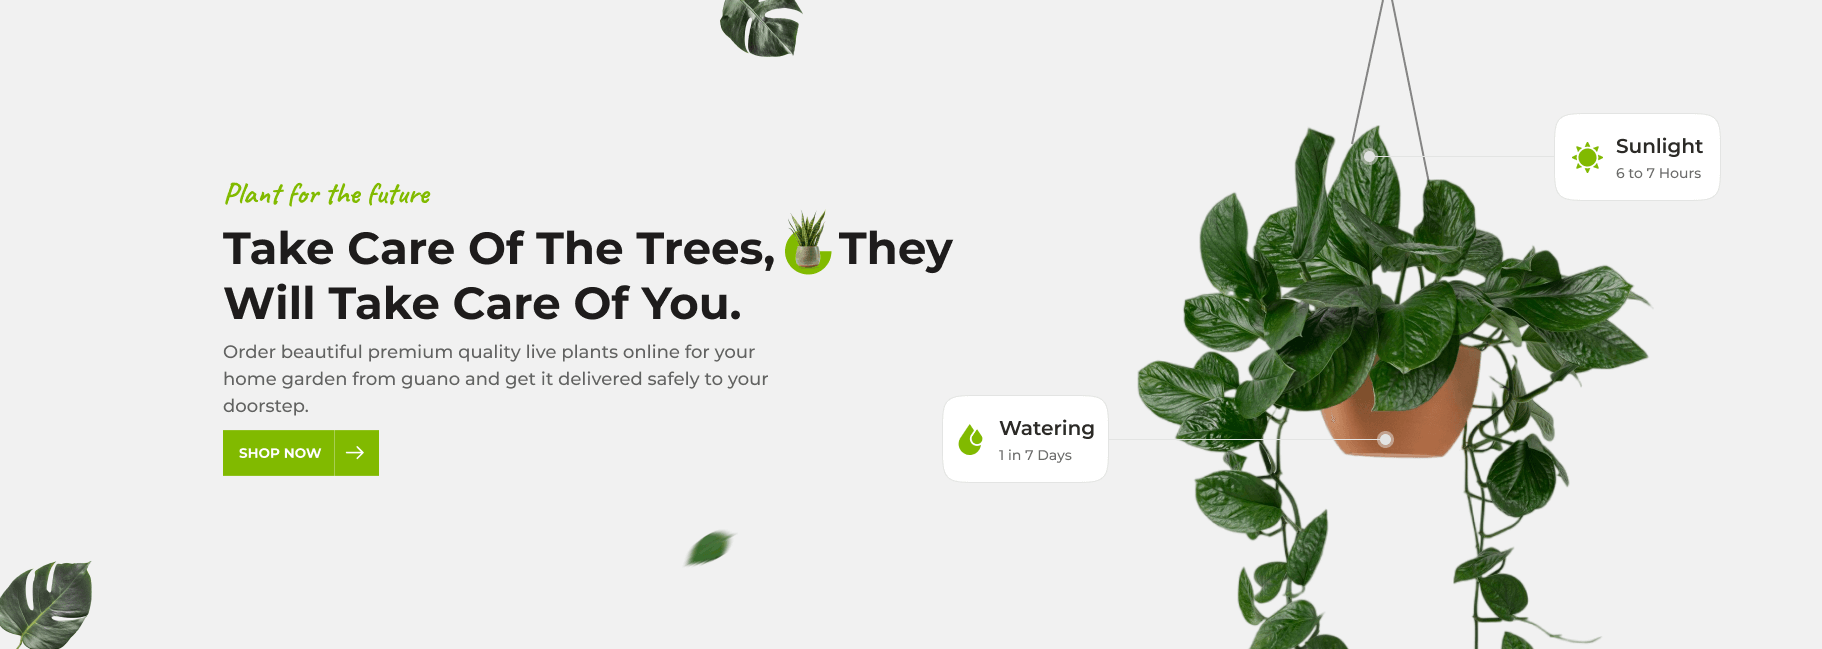 Plant for the future
Take Care Of The Trees, They
Will Take Care Of You.
Order beautiful premium quality live plants online for your
home garden from guano and get it delivered safely to your
doorstep.
SHOP NOW
Sunlight
6 to 7 Hours
Watering
1 in 7 Days